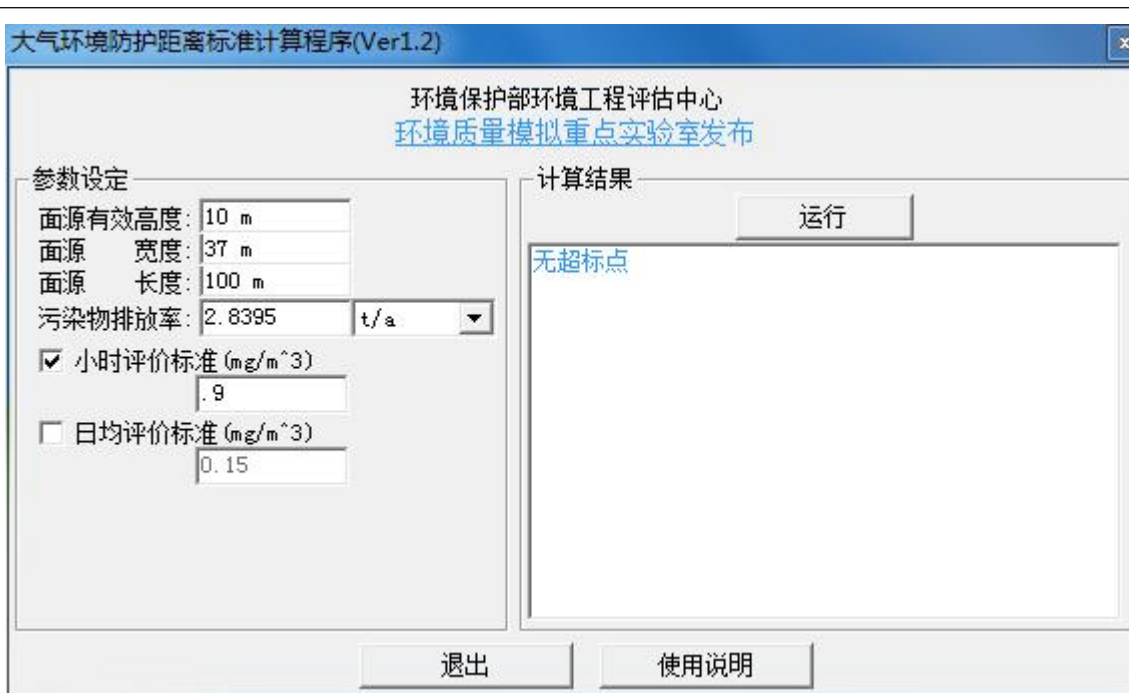 大气环境防护距离标准计算程序(Ver1.2)
环境保护部环境工程评估中心
环境质量模拟重点实验室发布
参数设定
面源有效高度: 10 m
面源 宽度: 37 m
面源 长度: 100 m
污染物排放率: 2.8395 t/a
小时评价标准(mg/m^3)
.9
日均评价标准(mg/m^3)
0.15
计算结果
运行
无超标点
退出 使用说明